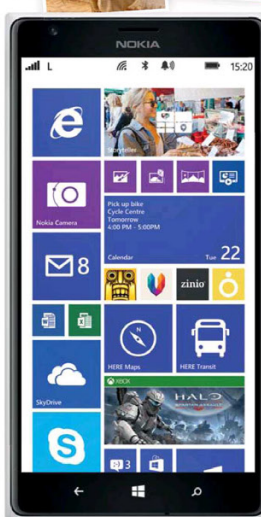 NOKIA
L
15:20
Storyteller
Nokia Camera
Pick up bike
Cycle Centre
Tomorrow
4:00 PM - 5:00PM
Calendar
Tue 22
8
zinio
HERE Maps
HERE Transit
SkyDrive
XBOX
HALO
3